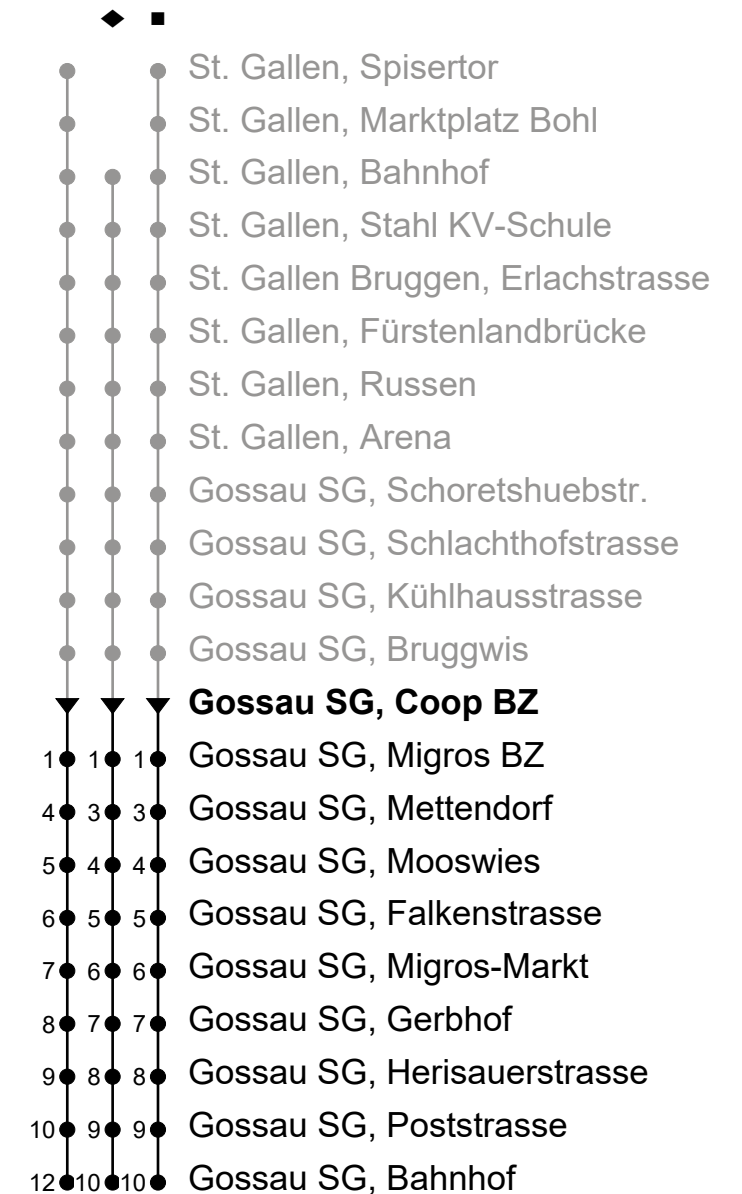 St. Gallen, Spisertor
St. Gallen, Marktplatz Bohl
St. Gallen, Bahnhof
St. Gallen, Stahl KV-Schule
St. Gallen Bruggen, Erlachstrasse
St. Gallen, Fürstenlandbrücke
St. Gallen, Russen
St. Gallen, Arena
Gossau SG, Schoretshuebstr.
Gossau SG, Schlachthofstrasse
Gossau SG, Kühlhausstrasse
Gossau SG, Bruggwis
Gossau SG, Coop BZ
1 1 1 Gossau SG, Migros BZ
4 3 3 Gossau SG, Mettendorf
5 4 4 Gossau SG, Mooswies
6 5 5 Gossau SG, Falkenstrasse
7 6 6 Gossau SG, Migros-Markt
8 7 7 Gossau SG, Gerbhof
9 8 8 Gossau SG, Herisauerstrasse
10 9 9 Gossau SG, Poststrasse
12 10 10 Gossau SG, Bahnhof